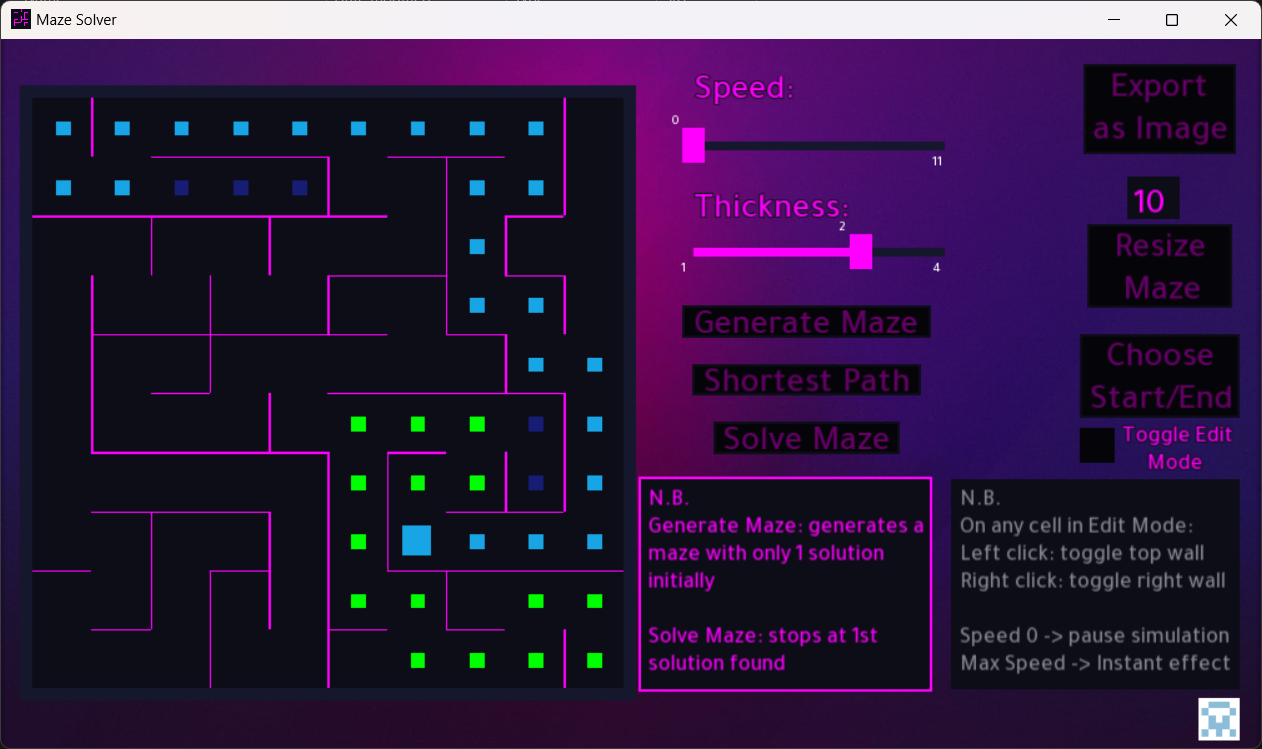 Maze Solver
Speed:
0
11
Thickness:
2
1
4
Generate Maze
Shortest Path
Solve Maze
Export
as Image
10
Resize
Maze
Choose
Start/End
Toggle Edit
Mode
N.B.
Generate Maze: generates a
maze with only 1 solution
initially
Solve Maze: stops at 1st
solution found
N.B.
On any cell in Edit Mode:
Left click: toggle top wall
Right click: toggle right wall
Speed 0 -> pause simulation
Max Speed -> Instant effect